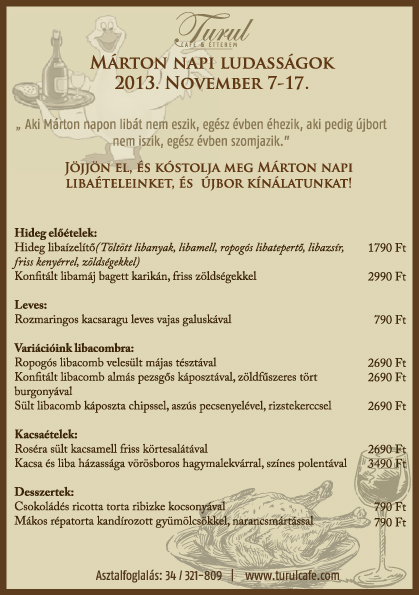 Turul
CAFE & ÉTTEREM
MÁRTON NAPI LUDASSÁGOK
2013. NOVEMBER 7-17.
„ Aki Márton napon libát nem eszik, egész évben éhezik, aki pedig újbort
nem iszik, egész évben szomjazik.”
JÖJJÖN EL, ÉS KÓSTOLJA MEG MÁRTON NAPI
LIBAÉTELEINKET, ÉS ÚJBOR KÍNÁLATUNKAT!
Hideg előételek:
Hideg libaízelítő(Töltött libanyak, libamell, ropogós libatepertő, libazsír, 1790 Ft
friss kenyérrel, zöldségekkel)
Konfitált libamáj bagett karikán, friss zöldségekkel 2990 Ft
Leves:
Rozmaringos kacsaragu leves vajas galuskával 790 Ft
Variációink libacombra:
Ropogós libacomb velesült májas tésztával 2690 Ft
Konfitált libacomb almás pezsgős káposztával, zöldfűszeres tört 2690 Ft
burgonyával
Sült libacomb káposzta chipssel, aszús pecsenyelével, rizstekerccsel 2690 Ft
Kacsaételek:
Roséra sült kacsamell friss körtesalátával 2690 Ft
Kacsa és liba házassága vörösboros hagymalekvárral, színes polentával 3490 Ft
Desszertek:
Csokoládés ricotta torta ribizke kocsonyával 790 Ft
Mákos répatorta kandírozott gyümölcsökkel, narancsmártással 790 Ft
Asztalfoglalás: 34 / 321-809 | www.turulcafe.com